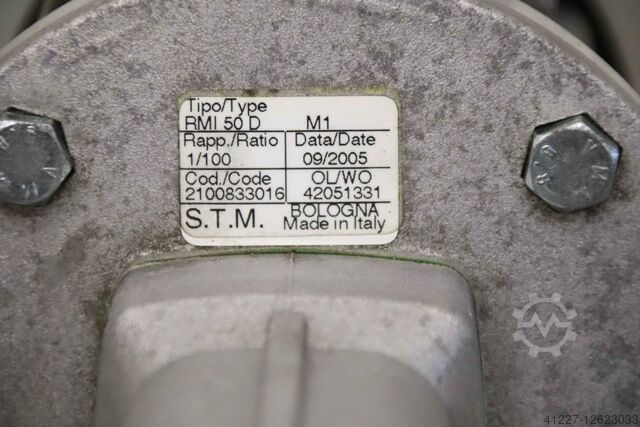 Tipo/Type
RMI 50 D M1
Rapp./Ratio Data/Date
1/100 09/2005
Cod./Code OL/WO
2100833016 42051331
S.T.M. BOLOGNA
Made in Italy
41227-12623033